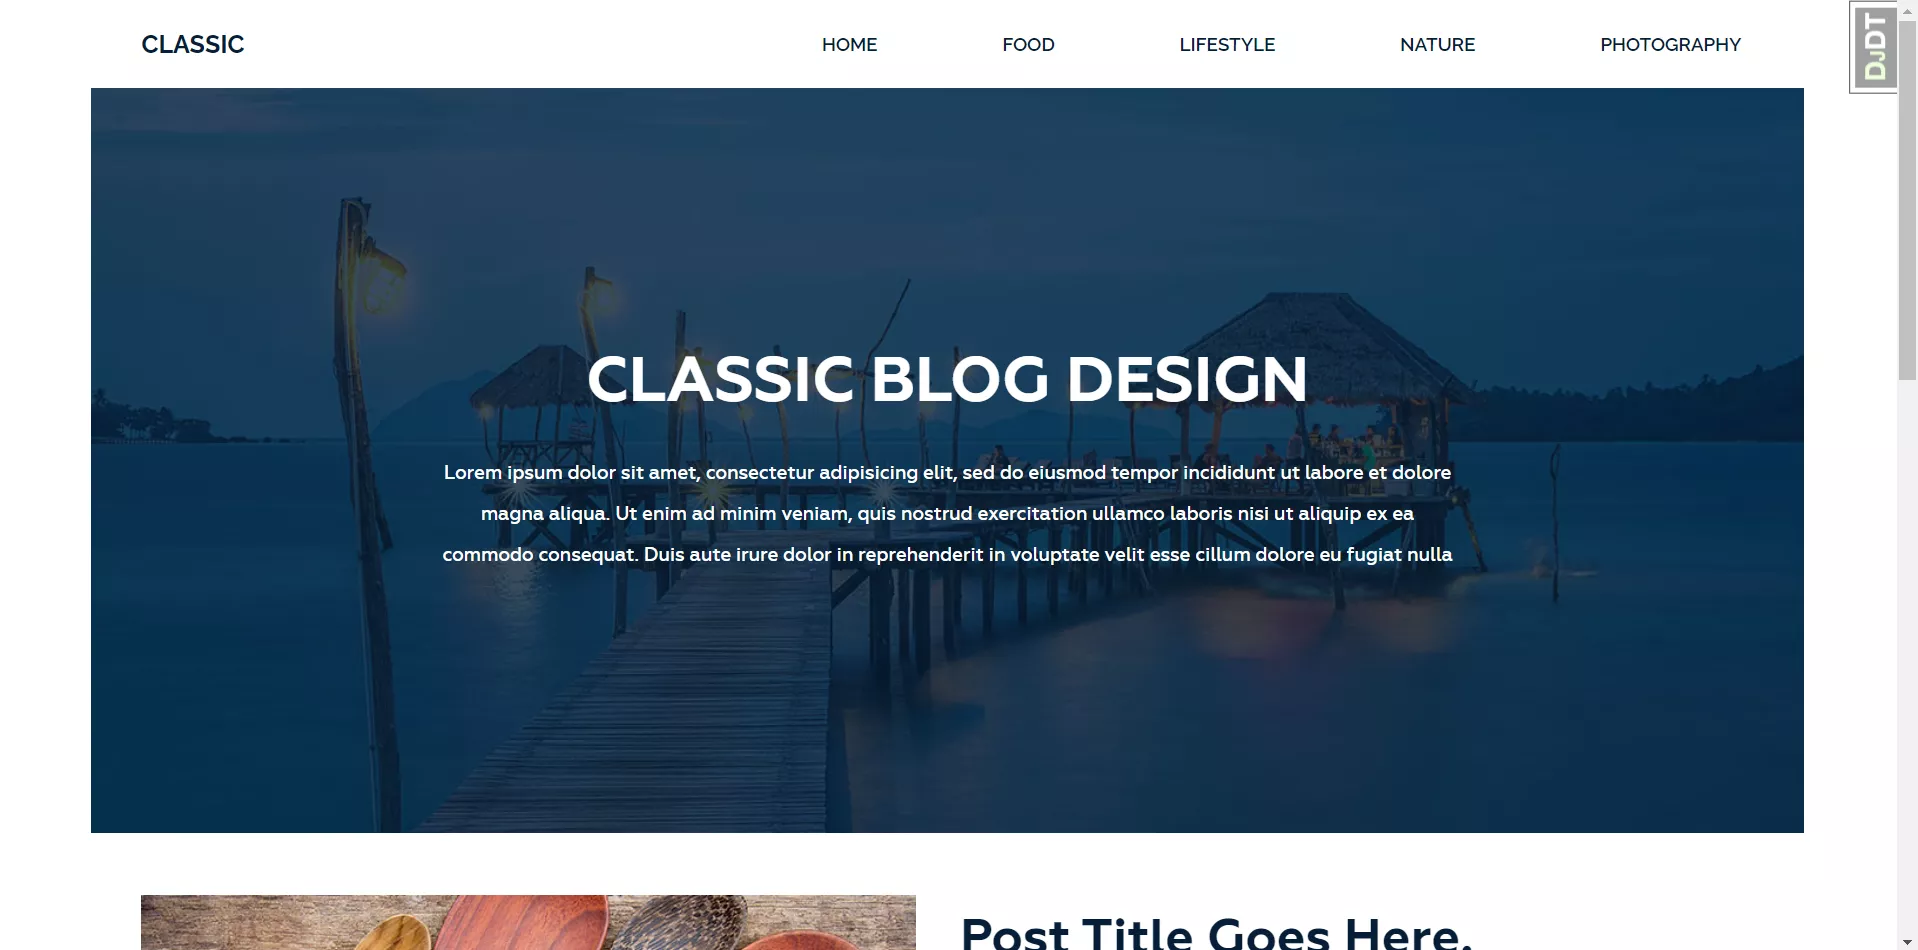 CLASSIC
HOME FOOD LIFESTYLE NATURE PHOTOGRAPHY
DjDT
CLASSIC BLOG DESIGN
Lorem ipsum dolor sit amet, consectetur adipisicing elit, sed do eiusmod tempor incididunt ut labore et dolore
magna aliqua. Ut enim ad minim veniam, quis nostrud exercitation ullamco laboris nisi ut aliquip ex ea
commodo consequat. Duis aute irure dolor in reprehenderit in voluptate velit esse cillum dolore eu fugiat nulla
Post Title Goes Here.